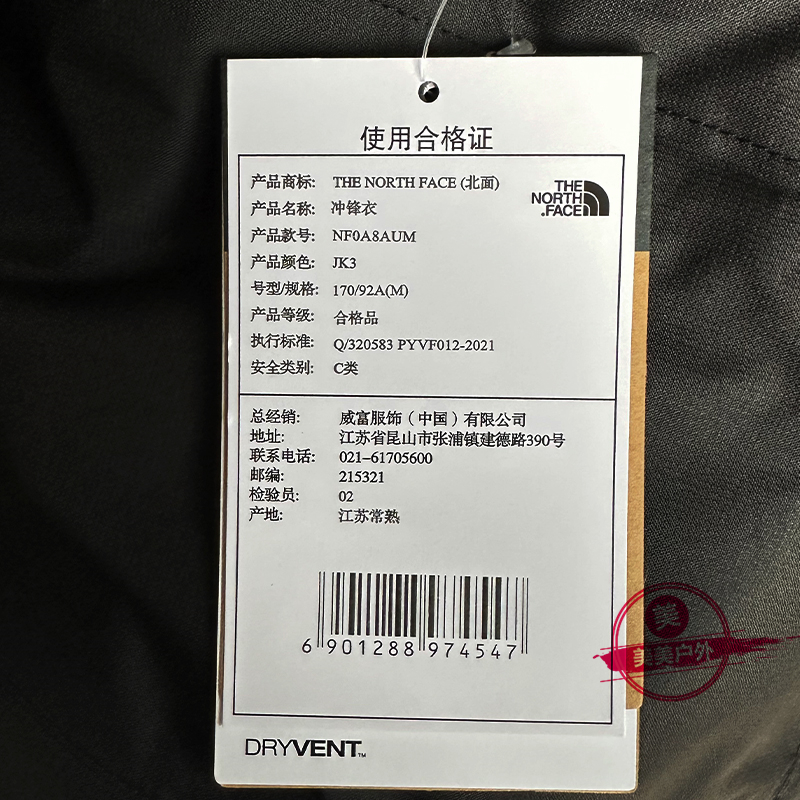 使用合格证
产品商标: THE NORTH FACE (北面)
产品名称: 冲锋衣
产品款号: NF0A8AUM
产品颜色: JK3
号型/规格: 170/92A(M)
产品等级: 合格品
执行标准: Q/320583 PYVF012-2021
安全类别: C类
THE
NORTH
FACE
总经销: 威富服饰（中国）有限公司
地址: 江苏省昆山市张浦镇建德路390号
联系电话: 021-61705600
邮编: 215321
检验员: 02
产地: 江苏常熟
6 901288 974547
DRYVENT™
美
美美户外